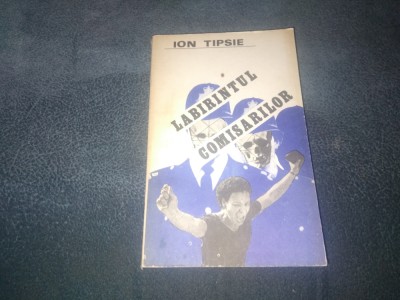 ION TIPSIE
LABIRINTUL
COMISARILOR